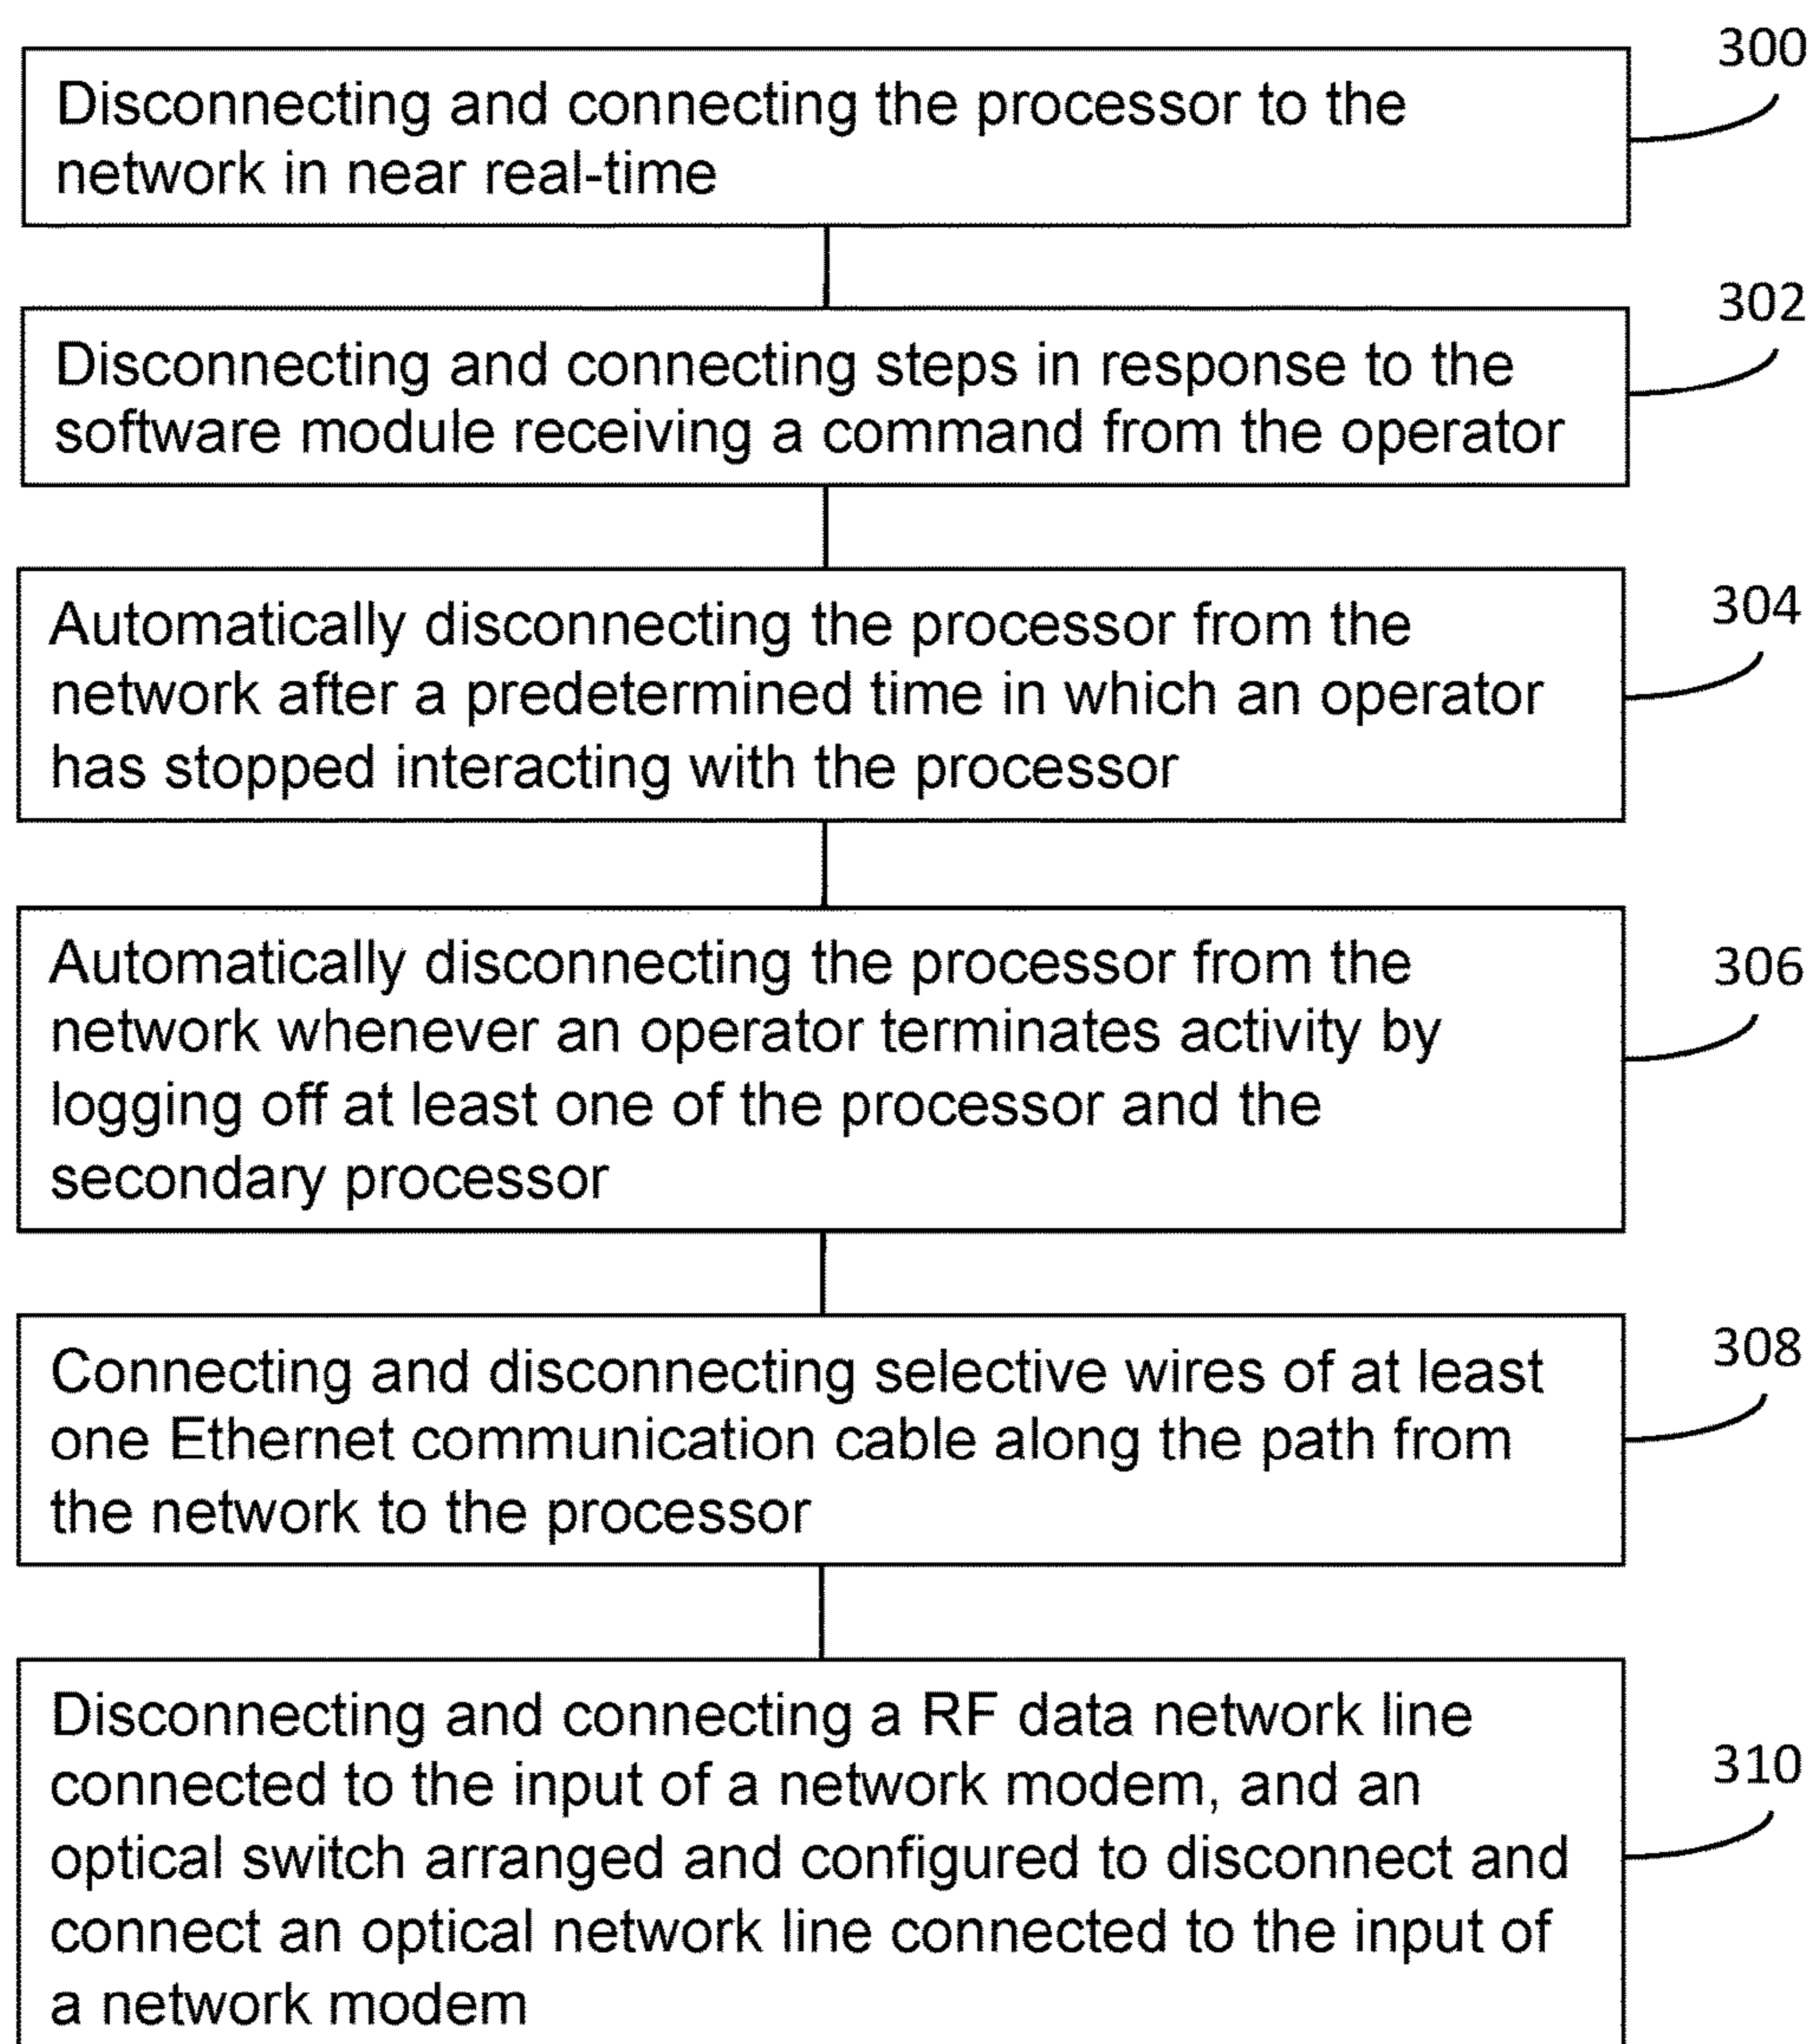 300
Disconnecting and connecting the processor to the
network in near real-time
302
Disconnecting and connecting steps in response to the
software module receiving a command from the operator
304
Automatically disconnecting the processor from the
network after a predetermined time in which an operator
has stopped interacting with the processor
306
Automatically disconnecting the processor from the
network whenever an operator terminates activity by
logging off at least one of the processor and the
secondary processor
308
Connecting and disconnecting selective wires of at least
one Ethernet communication cable along the path from
the network to the processor
310
Disconnecting and connecting a RF data network line
connected to the input of a network modem, and an
optical switch arranged and configured to disconnect and
connect an optical network line connected to the input of
a network modem